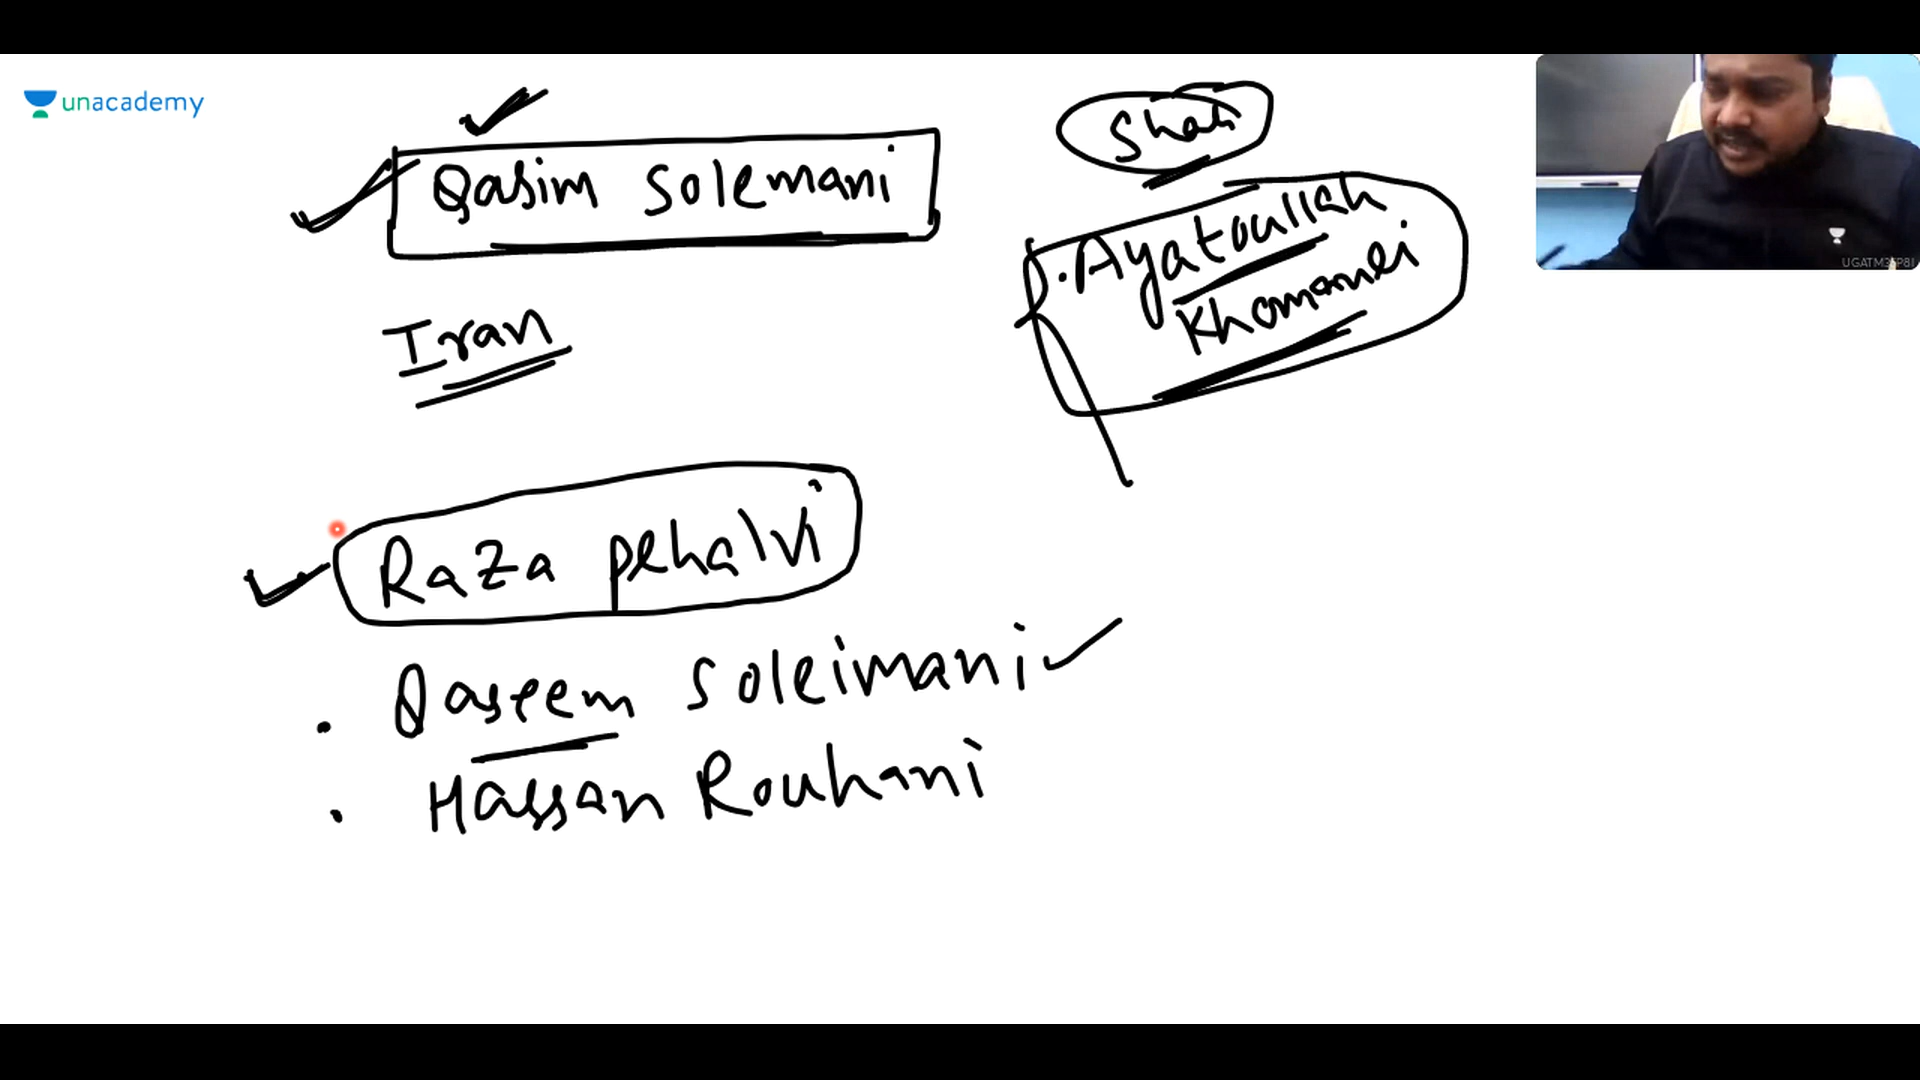 unacademy
Qasim Solemani
Shah
Ayatoullah
Khomanei
Iran
Raza pehalvi
. Qaseem Soleimani
. Hassan Rouhani